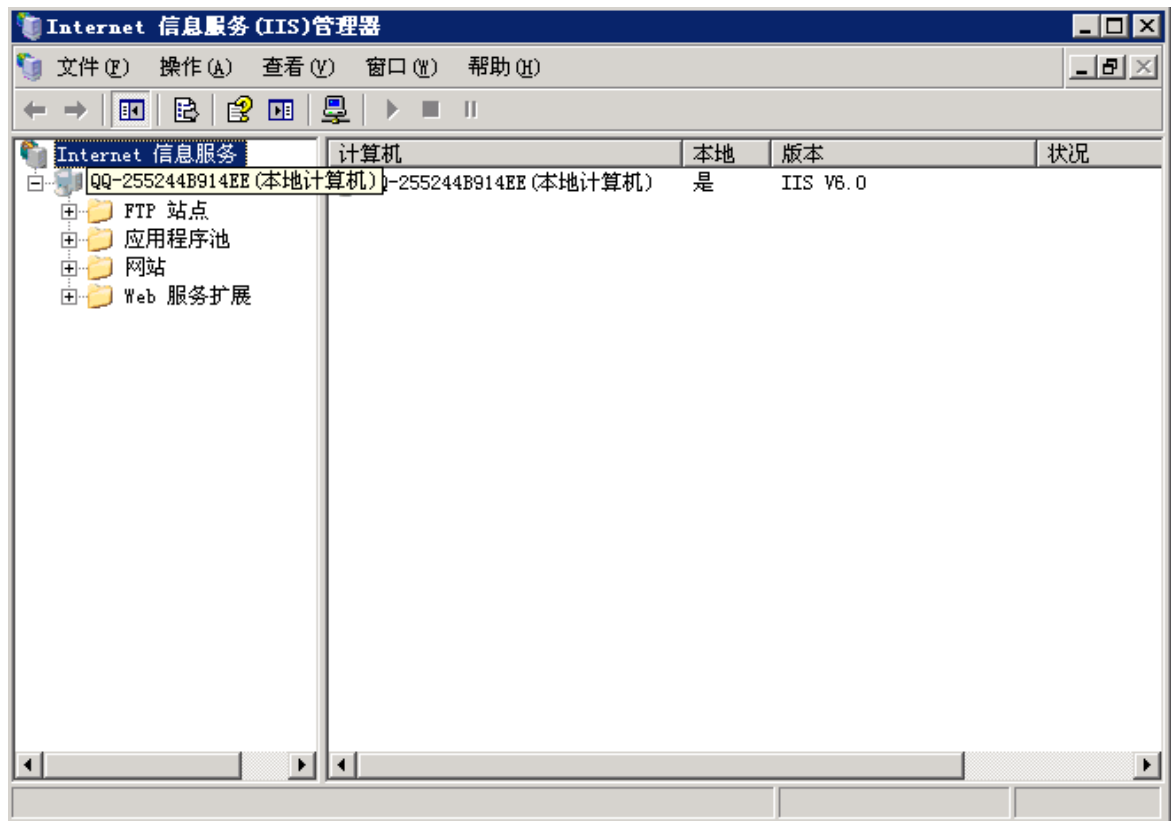 Internet 信息服务(IIS)管理器
文件(F) 操作(A) 查看(V) 窗口(W) 帮助(H)
Internet 信息服务
计算机 本地 版本 状况
QQ-255244B914EE(本地计算机)
-255244B914EE(本地计算机) 是 IIS V6.0
FTP 站点
应用程序池
网站
Web 服务扩展